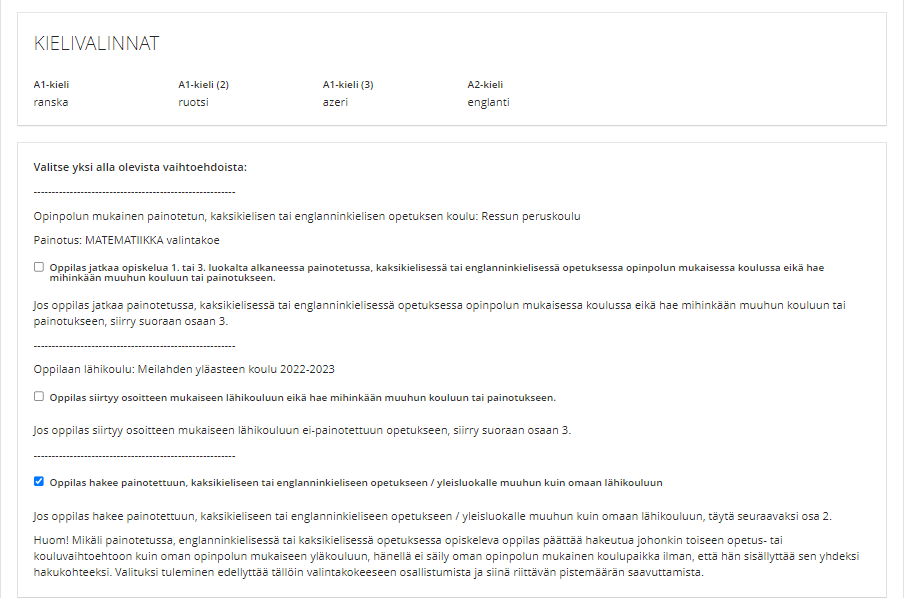 KIELIVALINNAT
A1-kieli A1-kieli (2) A1-kieli (3) A2-kieli
ranska ruotsi azeri englanti
Valitse yksi alla olevista vaihtoehdoista:
--------------------------------------------------------
Opinpolun mukainen painotetun, kaksikielisen tai englanninkielisen opetuksen koulu: Ressun peruskoulu
Painotus: MATEMATIIKKA valintakoe
Oppilas jatkaa opiskelua 1. tai 3. luokalta alkaneessa painotetussa, kaksikielisessä tai englanninkielisessä opetuksessa opinpolun mukaisessa koulussa eikä hae
mihinkään muuhun kouluun tai painotukseen.
Jos oppilas jatkaa painotetussa, kaksikielisessä tai englanninkielisessä opetuksessa opinpolun mukaisessa koulussa eikä hae mihinkään muuhun kouluun tai
painotukseen, siirry suoraan osaan 3.
--------------------------------------------------------
Oppilaan lähikoulu: Meilahden yläasteen koulu 2022-2023
Oppilas siirtyy osoitteen mukaiseen lähikouluun eikä hae mihinkään muuhun kouluun tai painotukseen.
Jos oppilas siirtyy osoitteen mukaiseen lähikouluun ei-painotettuun opetukseen, siirry suoraan osaan 3.
--------------------------------------------------------
Oppilas hakee painotettuun, kaksikieliseen tai englanninkieliseen opetukseen / yleisluokalle muuhun kuin omaan lähikouluun
Jos oppilas hakee painotettuun, kaksikieliseen tai englanninkieliseen opetukseen / yleisluokalle muuhun kuin omaan lähikouluun, täytä seuraavaksi osa 2.
Huom! Mikäli painotetussa, englanninkielisessä tai kaksikielisessä opetuksessa opiskeleva oppilas päättää hakeutua johonkin toiseen opetus- tai
kouluvaihtoehtoon kuin oman opinpolun mukaiseen yläkouluun, hänellä ei säily oman opinpolun mukainen koulupaikka ilman, että hän sisällyttää sen yhdeksi
hakukohteeksi. Valituksi tuleminen edellyttää tällöin valintakokeeseen osallistumista ja siinä riittävän pistemäärän saavuttamista.